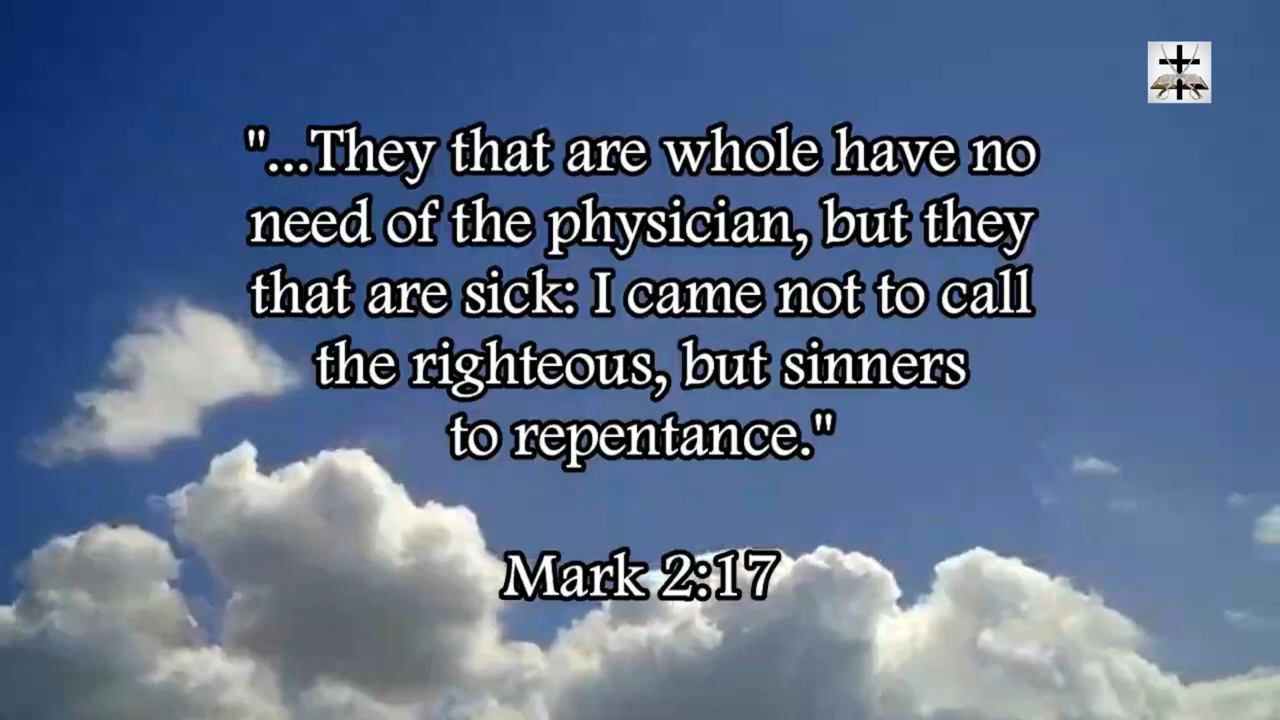 "...They that are whole have no
need of the physician, but they
that are sick: I came not to call
the righteous, but sinners
to repentance."
Mark 2:17